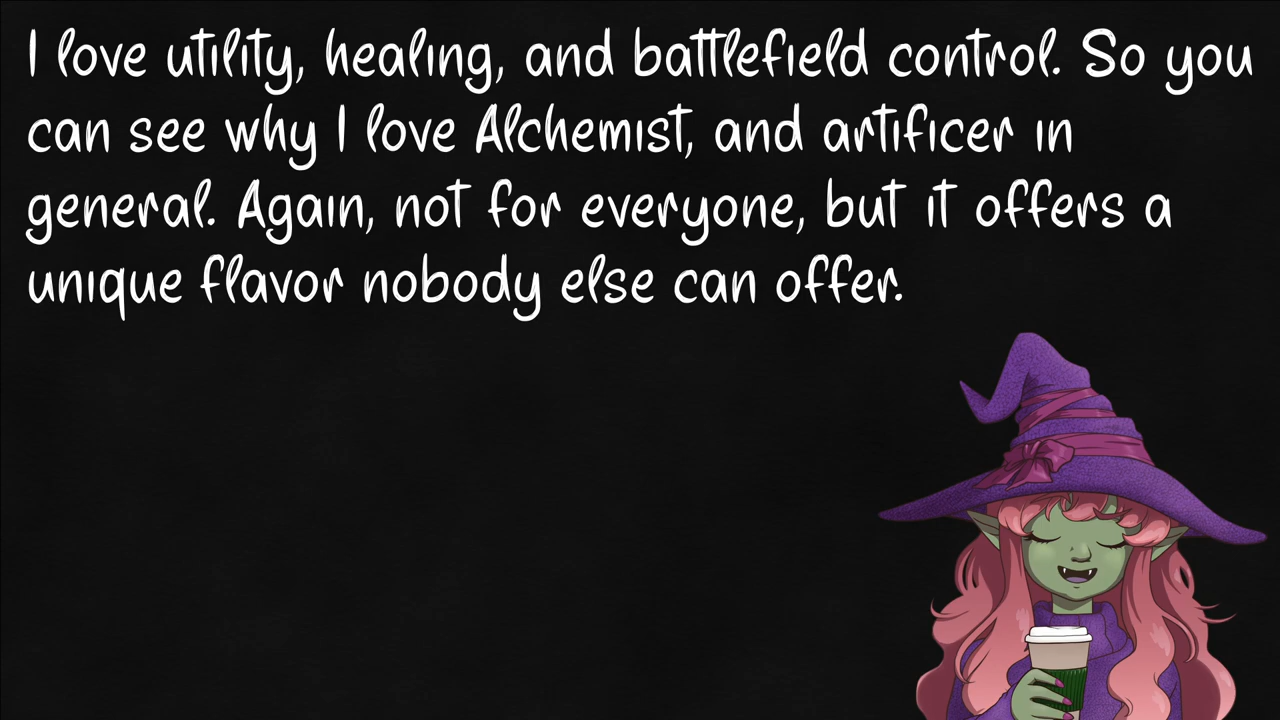 I love utility, healing, and battlefield control. So you
can see why I love Alchemist, and artificer in
general. Again, not for everyone, but it offers a
unique flavor nobody else can offer.